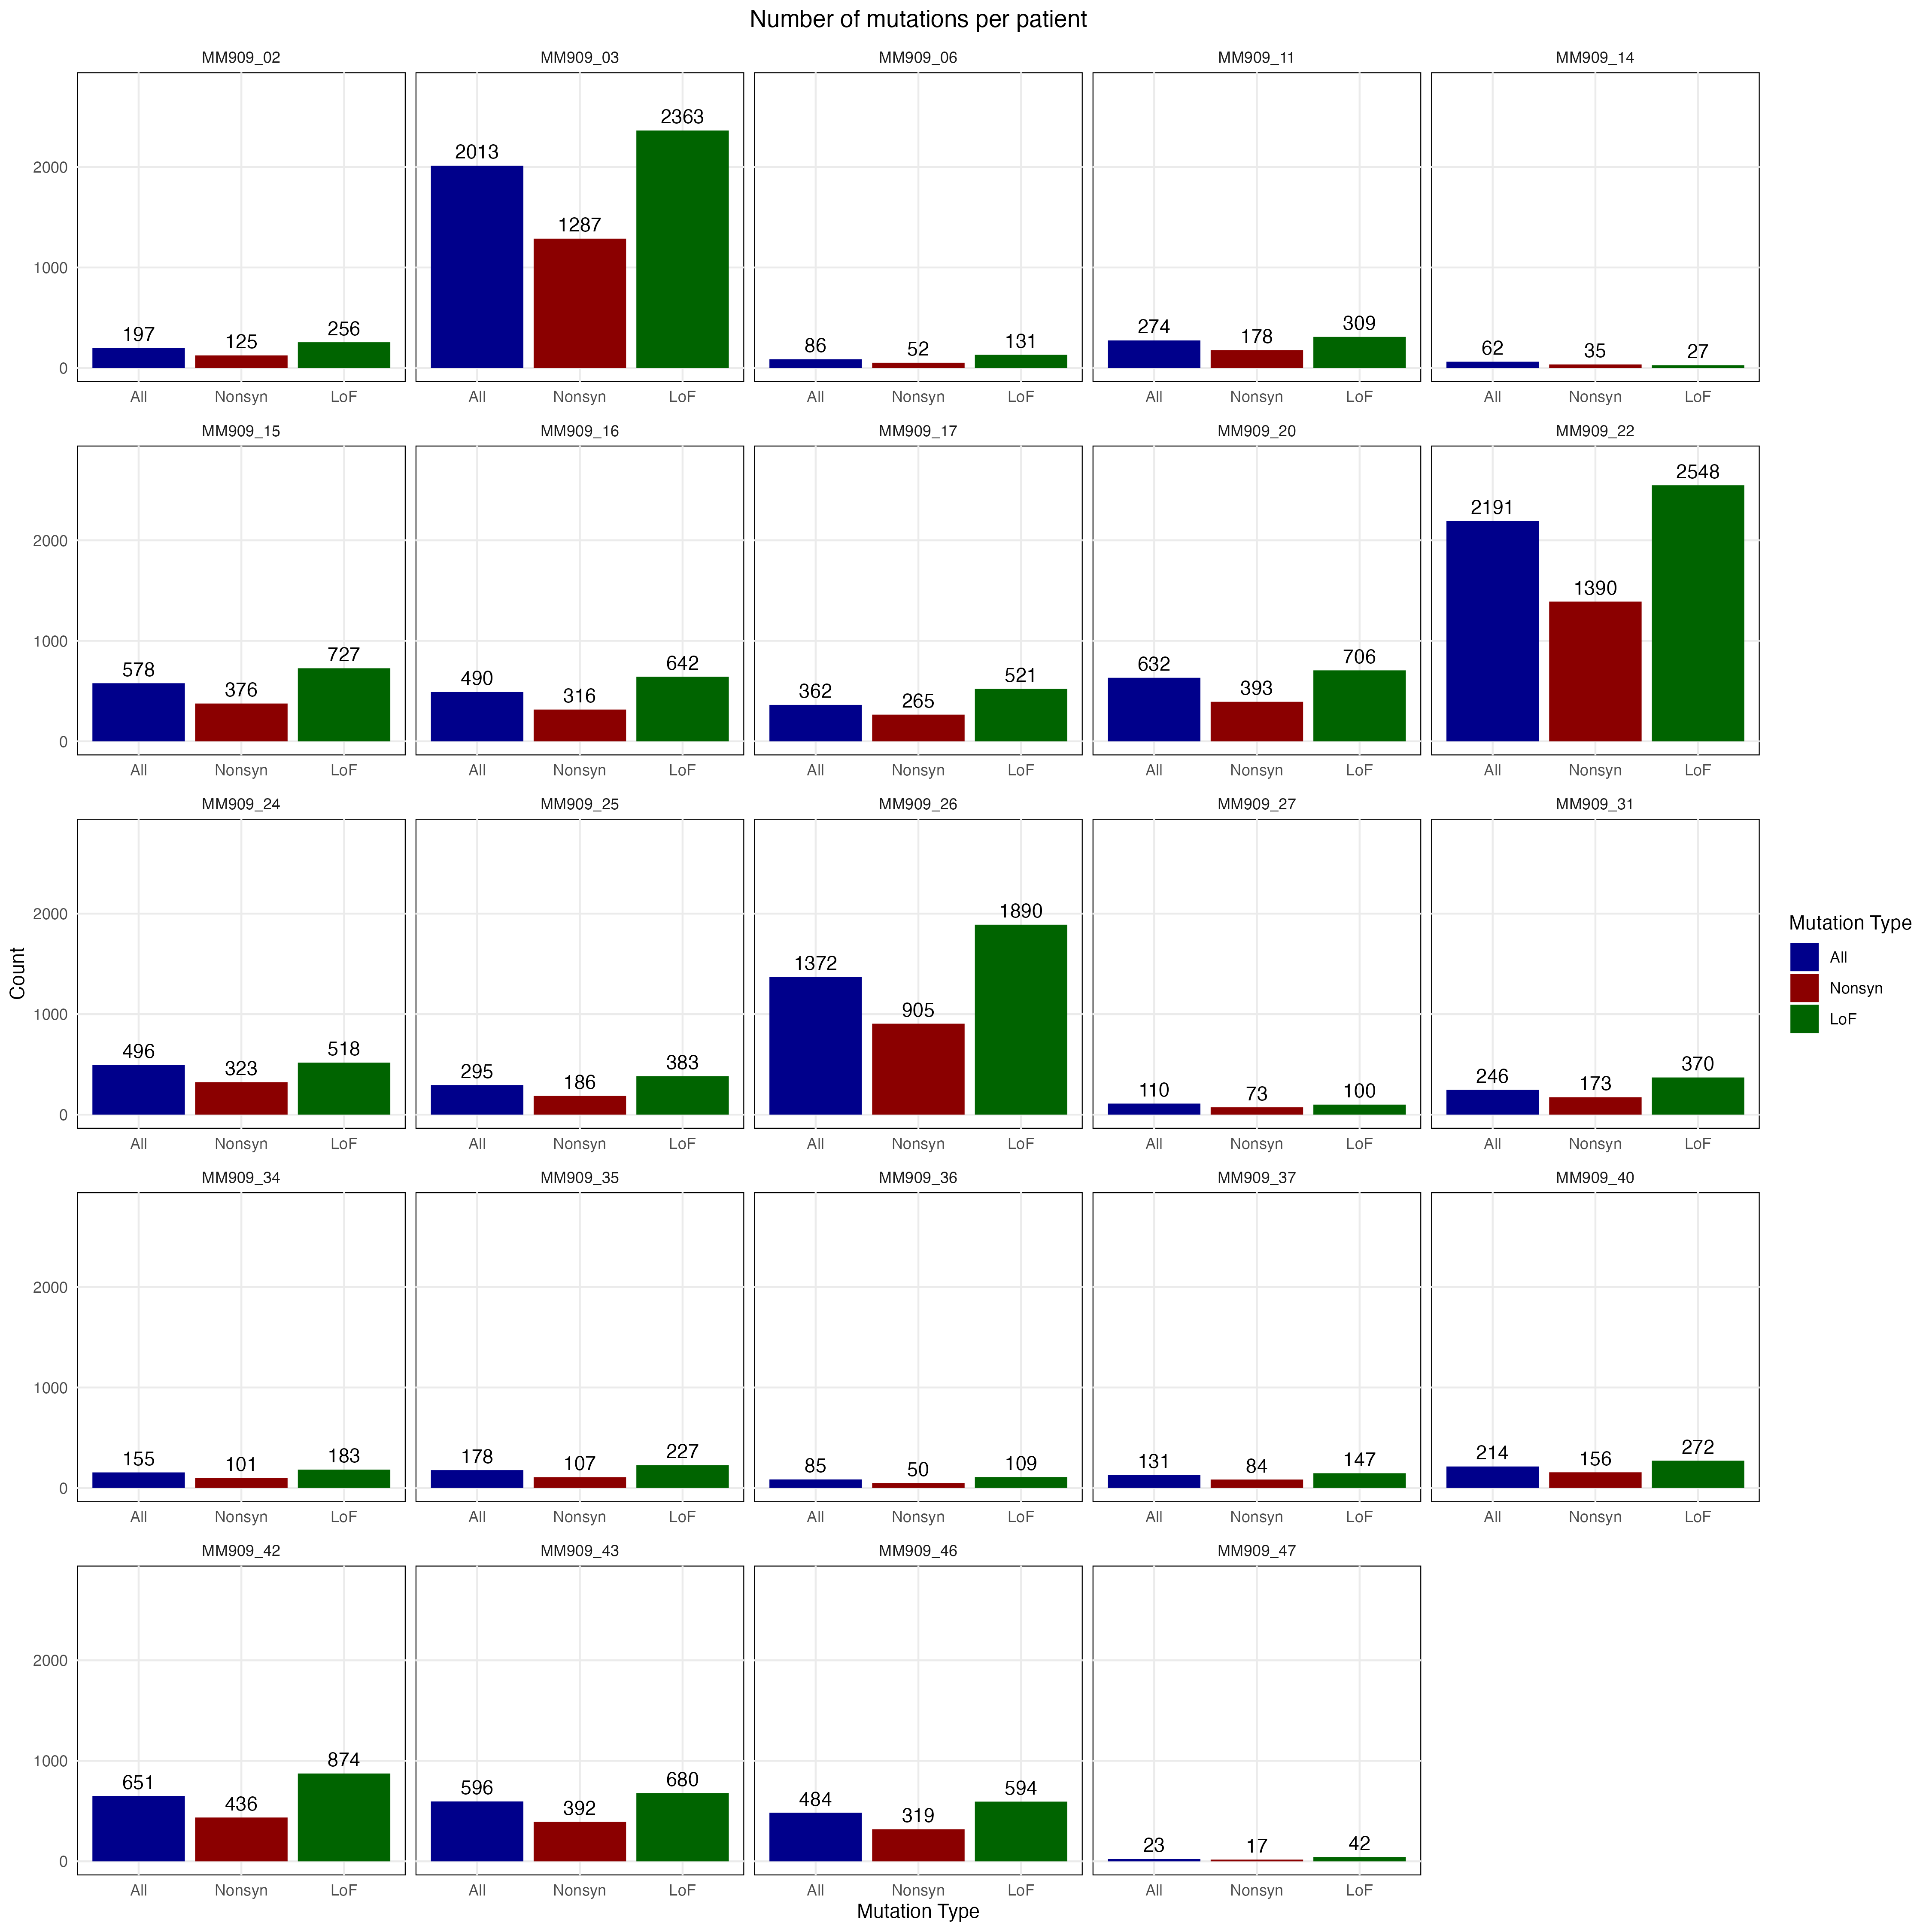 Number of mutations per patient
MM909_02 MM909_03 MM909_06 MM909_11 MM909_14
2000
1000
0
197 125 256
2013 1287 2363
86 52 131
274 178 309
62 35 27
All Nonsyn LoF All Nonsyn LoF All Nonsyn LoF All Nonsyn LoF All Nonsyn LoF
MM909_15 MM909_16 MM909_17 MM909_20 MM909_22
2000
1000
0
578 376 727
490 316 642
362 265 521
632 393 706
2191 1390 2548
All Nonsyn LoF All Nonsyn LoF All Nonsyn LoF All Nonsyn LoF All Nonsyn LoF
MM909_24 MM909_25 MM909_26 MM909_27 MM909_31
2000
1000
0
496 323 518
295 186 383
1372 905 1890
110 73 100
246 173 370
All Nonsyn LoF All Nonsyn LoF All Nonsyn LoF All Nonsyn LoF All Nonsyn LoF
MM909_34 MM909_35 MM909_36 MM909_37 MM909_40
2000
1000
0
155 101 183
178 107 227
85 50 109
131 84 147
214 156 272
All Nonsyn LoF All Nonsyn LoF All Nonsyn LoF All Nonsyn LoF All Nonsyn LoF
MM909_42 MM909_43 MM909_46 MM909_47
2000
1000
0
651 436 874
596 392 680
484 319 594
23 17 42
All Nonsyn LoF All Nonsyn LoF All Nonsyn LoF All Nonsyn LoF
Mutation Type
Count
Mutation Type
All
Nonsyn
LoF